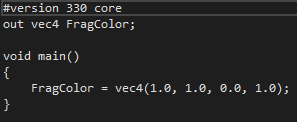 #version 330 core
out vec4 FragColor;

void main()
{
    FragColor = vec4(1.0, 1.0, 0.0, 1.0);
}